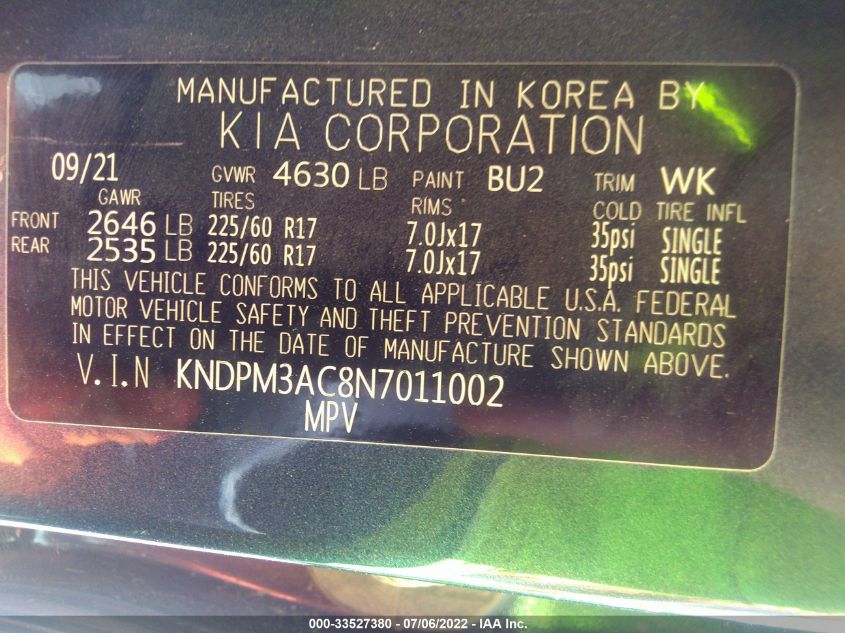 MANUFACTURED IN KOREA BY
KIA CORPORATION
09/21 GVWR 4630 LB PAINT BU2 TRIM WK
GAWR TIRES RIMS COLD TIRE INFL
FRONT 2646 LB 225/60 R17 7.0Jx17 35psi SINGLE
REAR 2535 LB 225/60 R17 7.0Jx17 35psi SINGLE
THIS VEHICLE CONFORMS TO ALL APPLICABLE U.S.A. FEDERAL
MOTOR VEHICLE SAFETY AND THEFT PREVENTION STANDARDS
IN EFFECT ON THE DATE OF MANUFACTURE SHOWN ABOVE.
V.I.N KNDPM3AC8N7011002
MPV
000-33527380 - 07/06/2022 - IAA Inc.